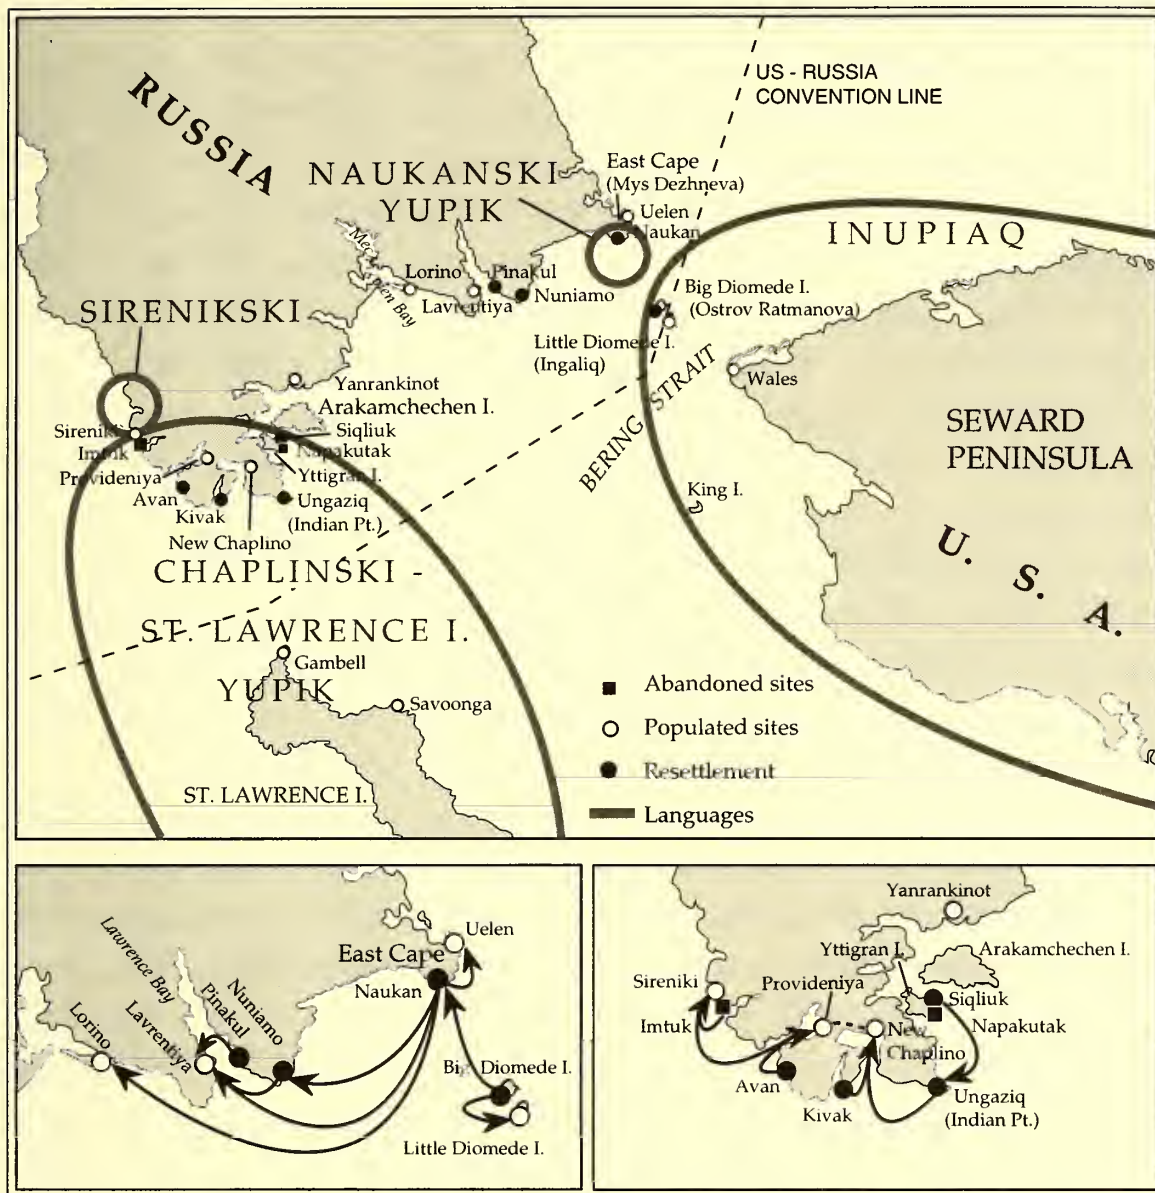 US - RUSSIA
CONVENTION LINE
RUSSIA
NAUKANSKI
YUPIK
East Cape
(Mys Dezhneva)
Uelen
Naukan
INUPIAQ
Lorino
Pinakul
Lavrentiya
Nuniamo
Big Diomede I.
(Ostrov Ratmanova)
Little Diomede I.
(Ingaliq)
SIRENIKSKI
BERING STRAIT
Wales
Yanrankinot
Arakamchechen I.
SEWARD
PENINSULA
Sireniki
Siqliuk
Imtuk
Napakutak
Provideniya
Yttigran I.
Avan
Ungaziq
(Indian Pt.)
Kivak
New Chaplino
King I.
U. S. A.
CHAPLINSKI -
ST. LAWRENCE I.
YUPIK
Gambell
Savoonga
ST. LAWRENCE I.
Abandoned sites
Populated sites
Resettlement
Languages
Lawrence Bay
Uelen
East Cape
Naukan
Nuniamo
Pinakul
Lavrentiya
Lorino
Big Diomede I.
Little Diomede I.
Yanrankinot
Yttigran I.
Arakamchechen I.
Sireniki
Provideniya
Siqliuk
Imtuk
Napakutak
New
Chaplino
Avan
Kivak
Ungaziq
(Indian Pt.)